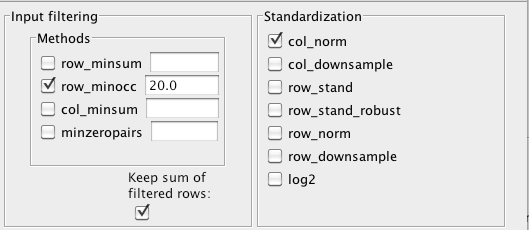 Input filtering
Methods
row_minsum
row_minocc 20.0
col_minsum
minzeropairs
Keep sum of
filtered rows:
Standardization
col_norm
col_downsample
row_stand
row_stand_robust
row_norm
row_downsample
log2